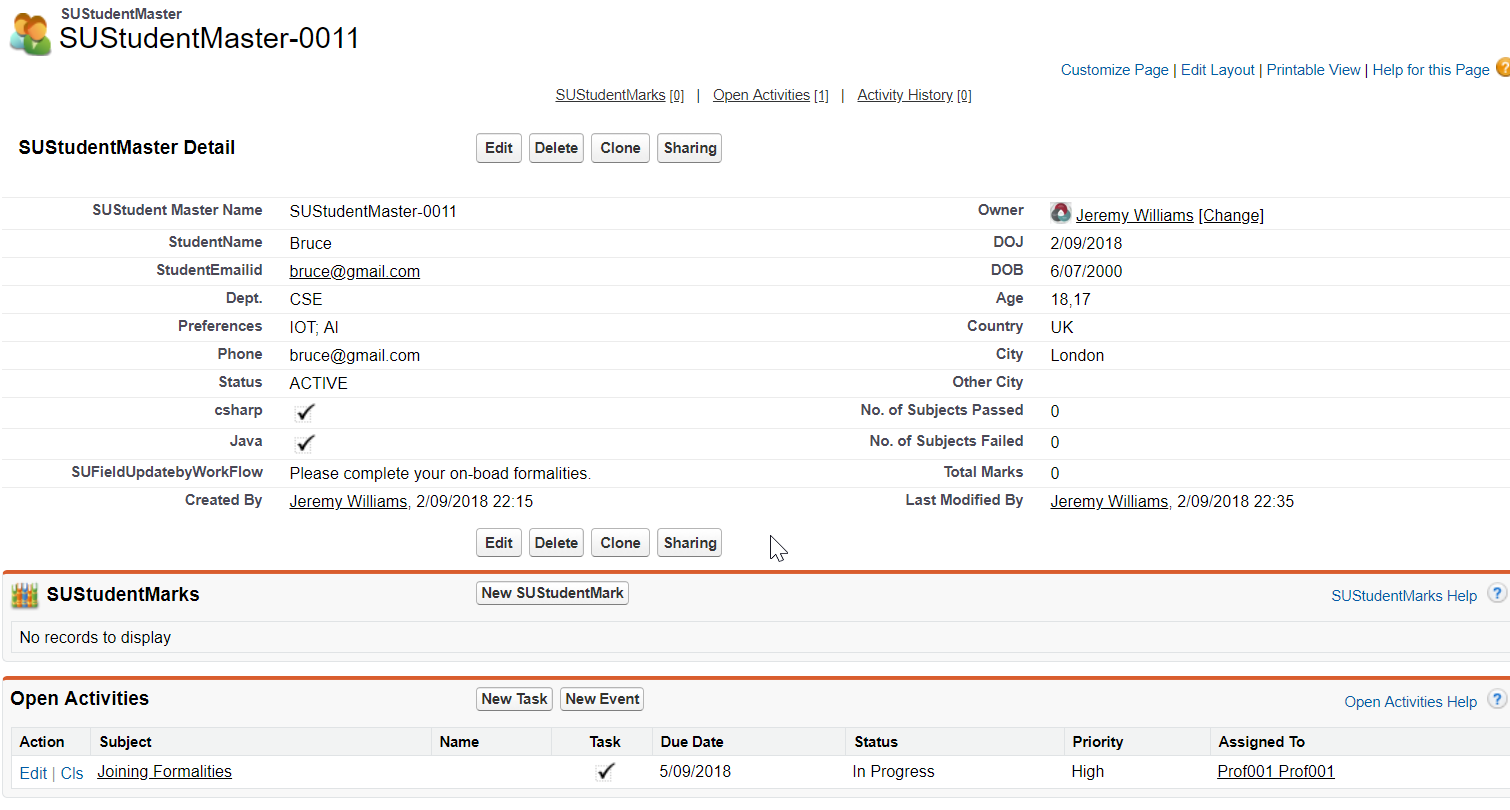 SUStudentMaster
SUStudentMaster-0011
Customize Page | Edit Layout | Printable View | Help for this Page ?
SUStudentMarks [0] | Open Activities [1] | Activity History [0]
SUStudentMaster Detail Edit Delete Clone Sharing
SUStudent Master Name SUStudentMaster-0011 Owner Jeremy Williams [Change]
StudentName Bruce DOJ 2/09/2018
StudentEmailid bruce@gmail.com DOB 6/07/2000
Dept. CSE Age 18,17
Preferences IOT; AI Country UK
Phone bruce@gmail.com City London
Status ACTIVE Other City
csharp No. of Subjects Passed 0
Java No. of Subjects Failed 0
SUFieldUpdatebyWorkFlow Please complete your on-boad formalities. Total Marks 0
Created By Jeremy Williams, 2/09/2018 22:15 Last Modified By Jeremy Williams, 2/09/2018 22:35
Edit Delete Clone Sharing
SUStudentMarks New SUStudentMark SUStudentMarks Help ?
No records to display
Open Activities New Task New Event Open Activities Help ?
Action Subject Name Task Due Date Status Priority Assigned To
Edit | Cls Joining Formalities 5/09/2018 In Progress High Prof001 Prof001